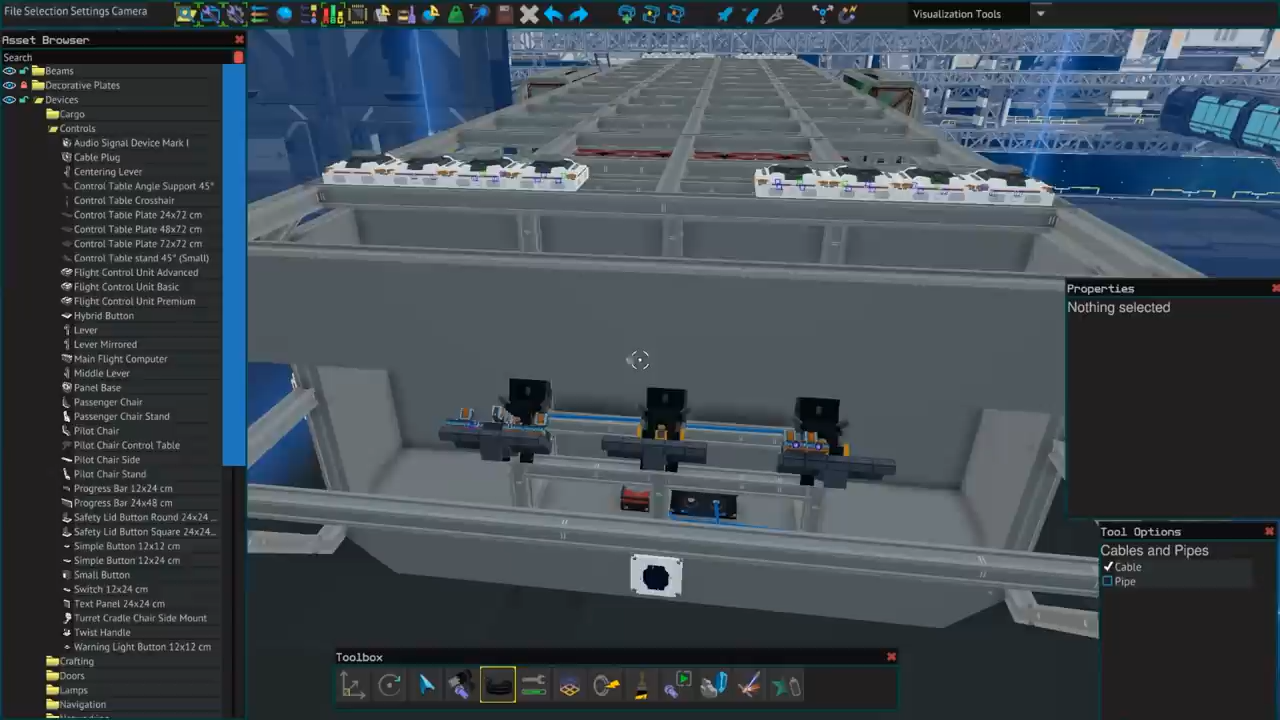 File Selection Settings Camera
Visualization Tools
Asset Browser
Search
Beams
Decorative Plates
Devices
Cargo
Controls
Audio Signal Device Mark I
Cable Plug
Centering Lever
Control Table Angle Support 45°
Control Table Crosshair
Control Table Plate 24x72 cm
Control Table Plate 48x72 cm
Control Table Plate 72x72 cm
Control Table stand 45° (Small)
Flight Control Unit Advanced
Flight Control Unit Basic
Flight Control Unit Premium
Hybrid Button
Lever
Lever Mirrored
Main Flight Computer
Middle Lever
Panel Base
Passenger Chair
Passenger Chair Stand
Pilot Chair
Pilot Chair Control Table
Pilot Chair Side
Pilot Chair Stand
Progress Bar 12x24 cm
Progress Bar 24x48 cm
Safety Lid Button Round 24x24 ...
Safety Lid Button Square 24x24...
Simple Button 12x12 cm
Simple Button 12x24 cm
Small Button
Switch 12x24 cm
Text Panel 24x24 cm
Turret Cradle Chair Side Mount
Twist Handle
Warning Light Button 12x12 cm
Crafting
Doors
Lamps
Navigation
Properties
Nothing selected
Tool Options
Cables and Pipes
Cable
Pipe
Toolbox